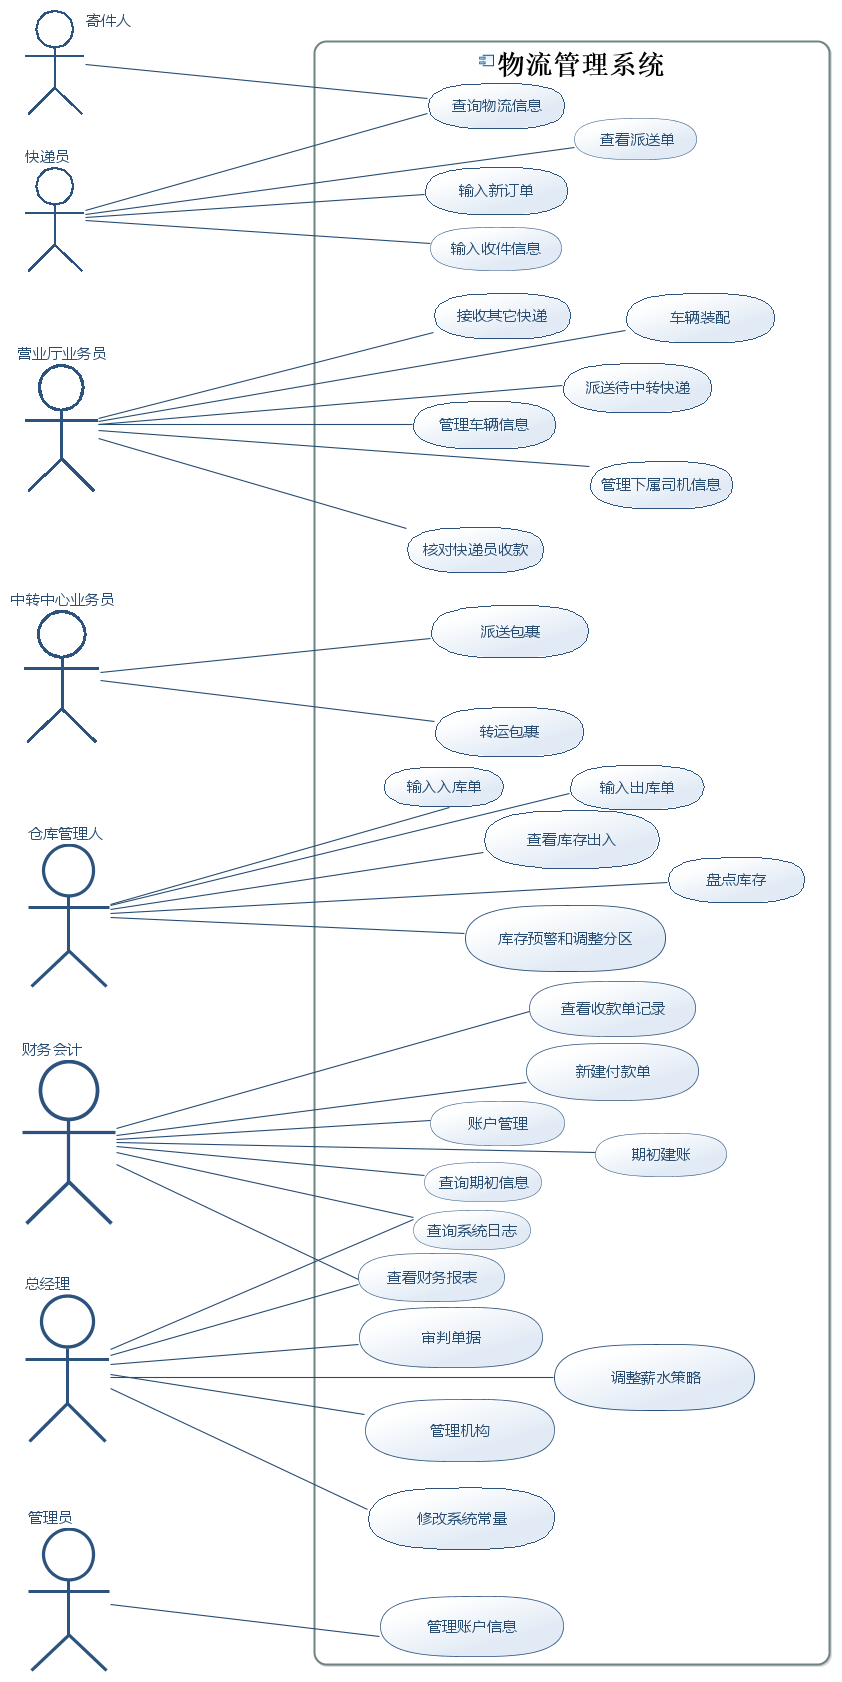 寄件人
物流管理系统
查询物流信息
查看派送单
快递员
输入新订单
输入收件信息
接收其它快递
车辆装配
营业厅业务员
派送待中转快递
管理车辆信息
管理下属司机信息
核对快递员收款
中转中心业务员
派送包裹
转运包裹
输入入库单
输入出库单
仓库管理人
查看库存出入
盘点库存
库存预警和调整分区
查看收款单记录
财务会计
新建付款单
账户管理
期初建账
查询期初信息
查询系统日志
查看财务报表
总经理
审判单据
调整薪水策略
管理机构
修改系统常量
管理员
管理账户信息